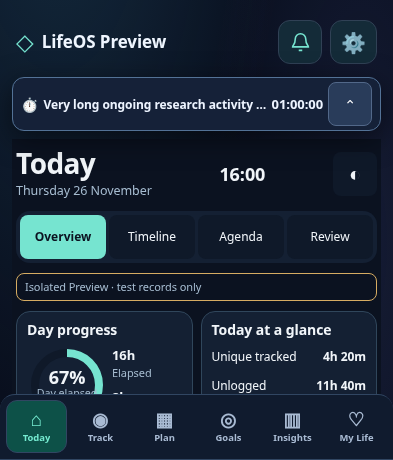 LifeOS Preview
Very long ongoing research activity ... 01:00:00
Today
16:00
Thursday 26 November
Overview Timeline Agenda Review
Isolated Preview · test records only
Day progress
67%
Day elapsed
16h
Elapsed
Today at a glance
Unique tracked 4h 20m
Unlogged 11h 40m
Today Track Plan Goals Insights My Life